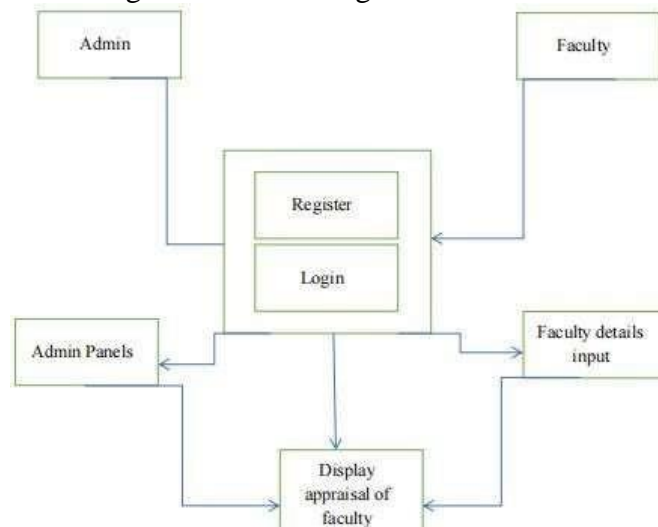 Admin
Faculty
Register
Login
Admin Panels
Faculty details
input
Display
appraisal of
faculty